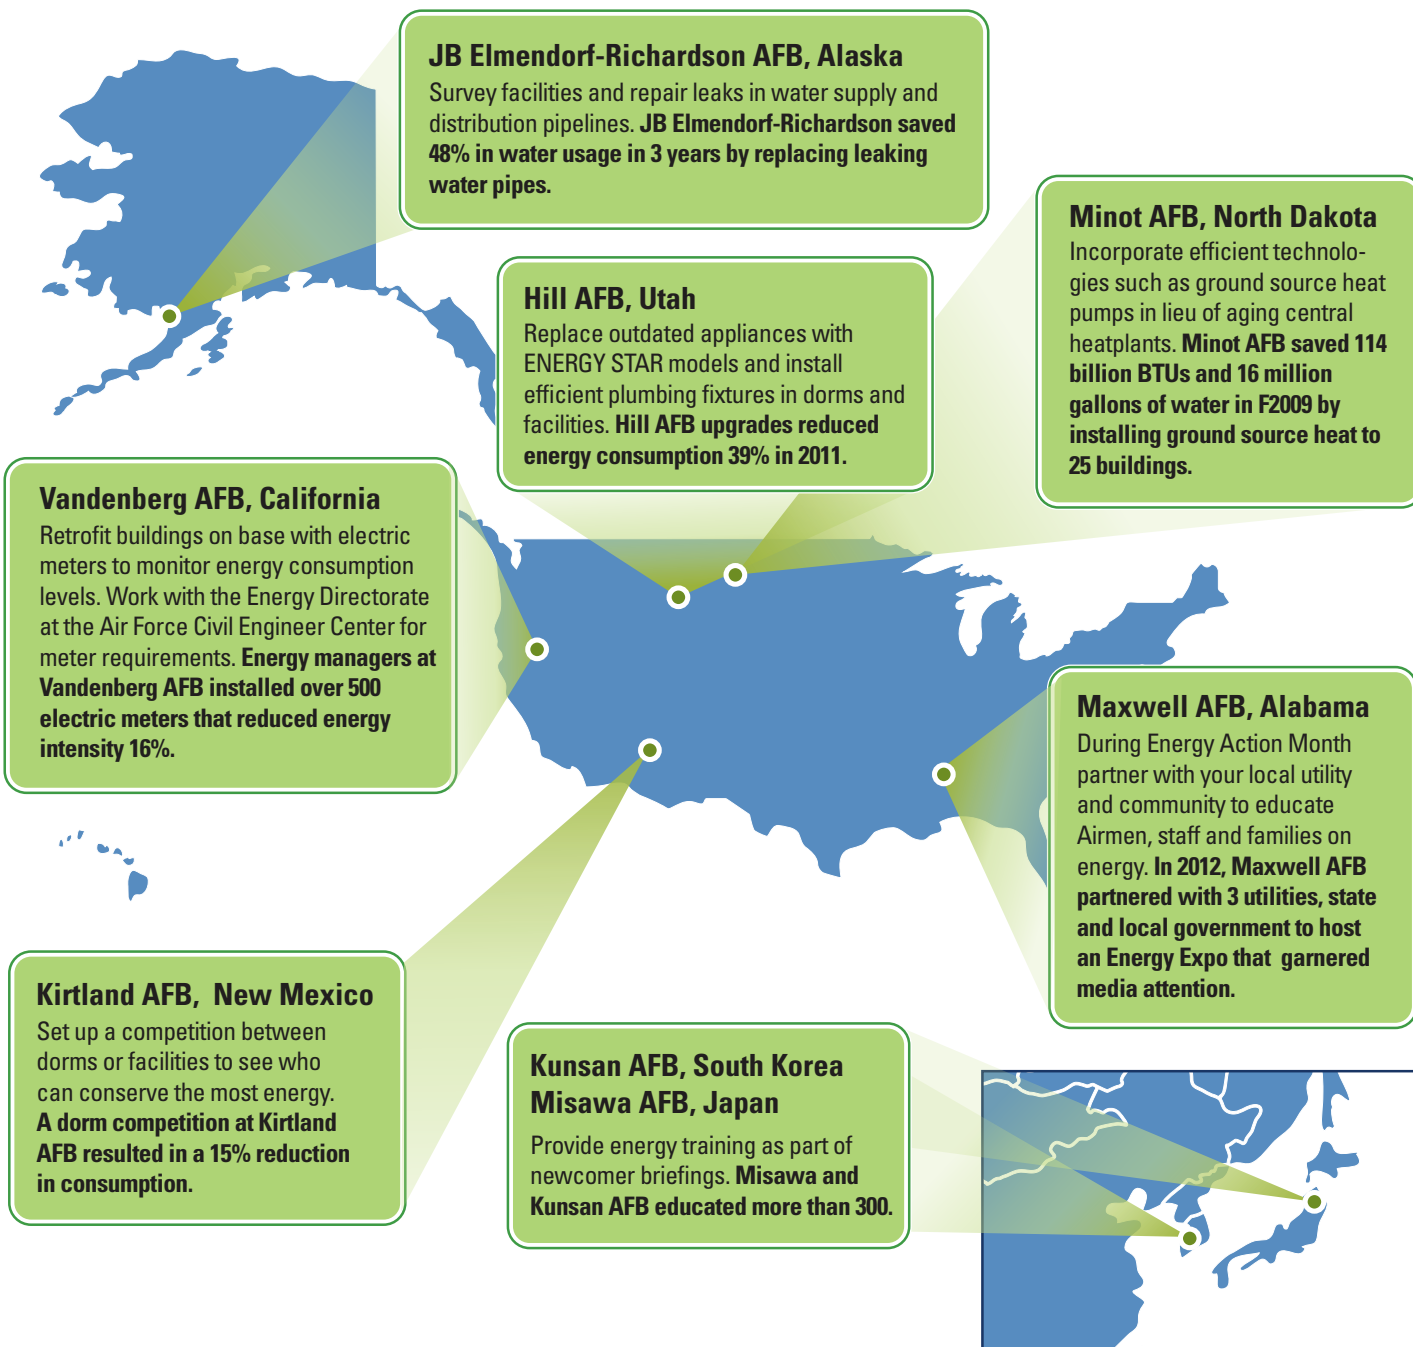 JB Elmendorf-Richardson AFB, Alaska
Survey facilities and repair leaks in water supply and
distribution pipelines. JB Elmendorf-Richardson saved
48% in water usage in 3 years by replacing leaking
water pipes.
Minot AFB, North Dakota
Incorporate efficient technolo-
gies such as ground source heat
pumps in lieu of aging central
heatplants. Minot AFB saved 114
billion BTUs and 16 million
gallons of water in F2009 by
installing ground source heat to
25 buildings.
Hill AFB, Utah
Replace outdated appliances with
ENERGY STAR models and install
efficient plumbing fixtures in dorms and
facilities. Hill AFB upgrades reduced
energy consumption 39% in 2011.
Vandenberg AFB, California
Retrofit buildings on base with electric
meters to monitor energy consumption
levels. Work with the Energy Directorate
at the Air Force Civil Engineer Center for
meter requirements. Energy managers at
Vandenberg AFB installed over 500
electric meters that reduced energy
intensity 16%.
Maxwell AFB, Alabama
During Energy Action Month
partner with your local utility
and community to educate
Airmen, staff and families on
energy. In 2012, Maxwell AFB
partnered with 3 utilities, state
and local government to host
an Energy Expo that garnered
media attention.
Kirtland AFB, New Mexico
Set up a competition between
dorms or facilities to see who
can conserve the most energy.
A dorm competition at Kirtland
AFB resulted in a 15% reduction
in consumption.
Kunsan AFB, South Korea
Misawa AFB, Japan
Provide energy training as part of
newcomer briefings. Misawa and
Kunsan AFB educated more than 300.